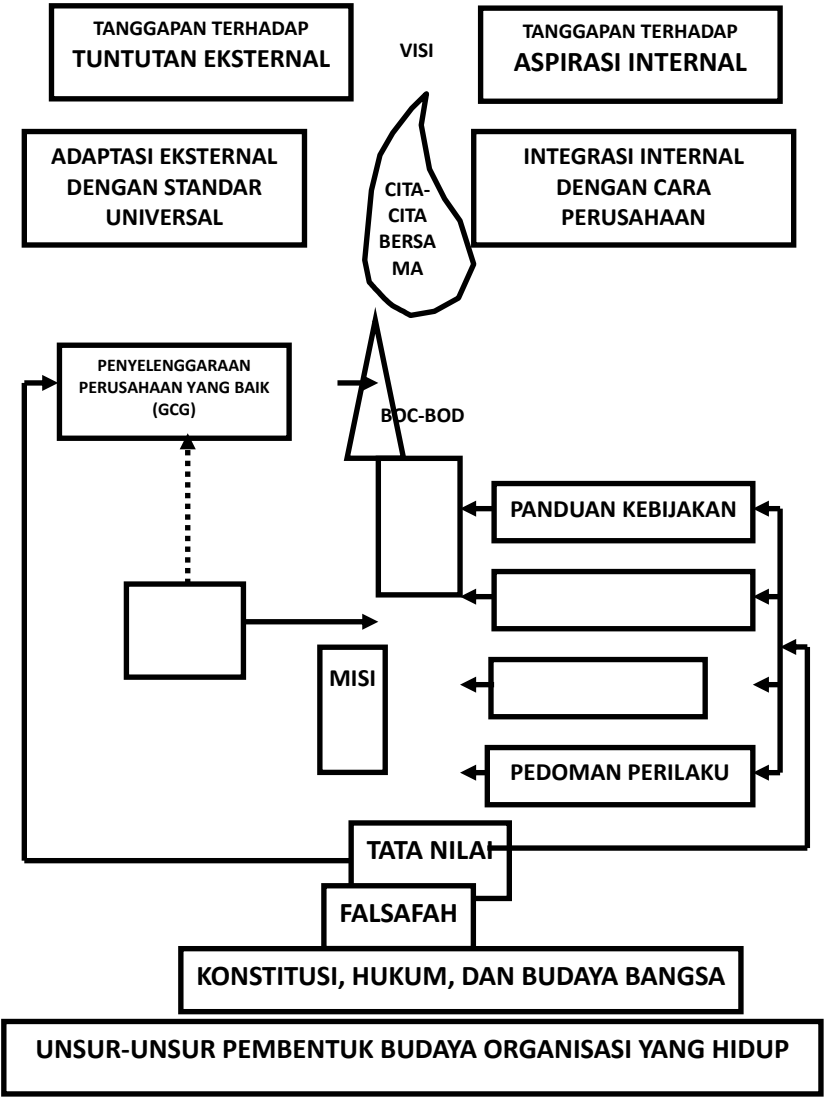 TANGGAPAN TERHADAP
TUNTUTAN EKSTERNAL
VISI
TANGGAPAN TERHADAP
ASPIRASI INTERNAL
ADAPTASI EKSTERNAL
DENGAN STANDAR
UNIVERSAL
CITA-
CITA
BERSA
MA
INTEGRASI INTERNAL
DENGAN CARA
PERUSAHAAN
PENYELENGGARAAN
PERUSAHAAN YANG BAIK
(GCG)
BOC-BOD
PANDUAN KEBIJAKAN
MISI
PEDOMAN PERILAKU
TATA NILAI
FALSAFAH
KONSTITUSI, HUKUM, DAN BUDAYA BANGSA
UNSUR-UNSUR PEMBENTUK BUDAYA ORGANISASI YANG HIDUP